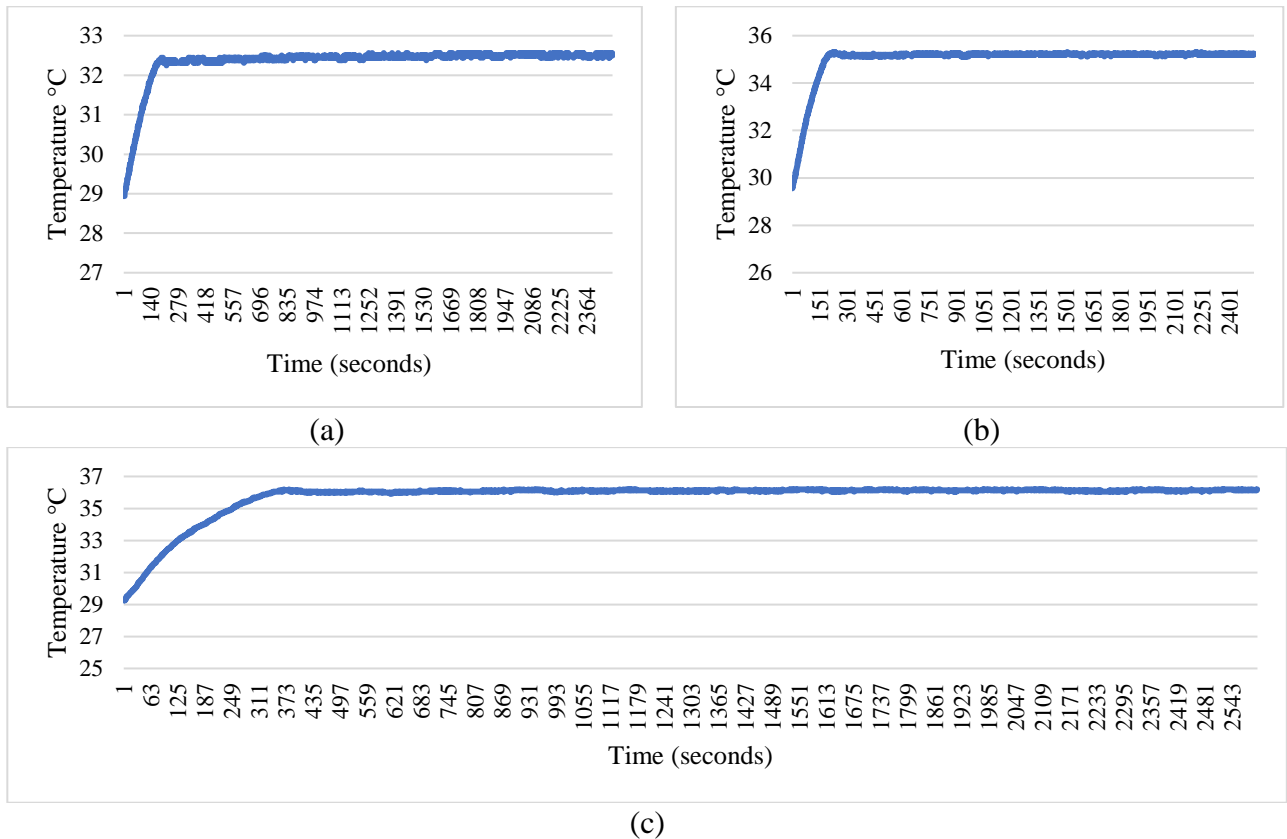 33
32
31
30
29
28
27
Temperature °C
1 140 279 418 557 696 835 974 1113 1252 1391 1530 1669 1808 1947 2086 2225 2364
Time (seconds)
(a)
36
34
32
30
28
26
Temperature °C
1 151 301 451 601 751 901 1051 1201 1351 1501 1651 1801 1951 2101 2251 2401
Time (seconds)
(b)
37
35
33
31
29
27
25
Temperature °C
1 63 125 187 249 311 373 435 497 559 621 683 745 807 869 931 993 1055 1117 1179 1241 1303 1365 1427 1489 1551 1613 1675 1737 1799 1861 1923 1985 2047 2109 2171 2233 2295 2357 2419 2481 2543
Time (seconds)
(c)